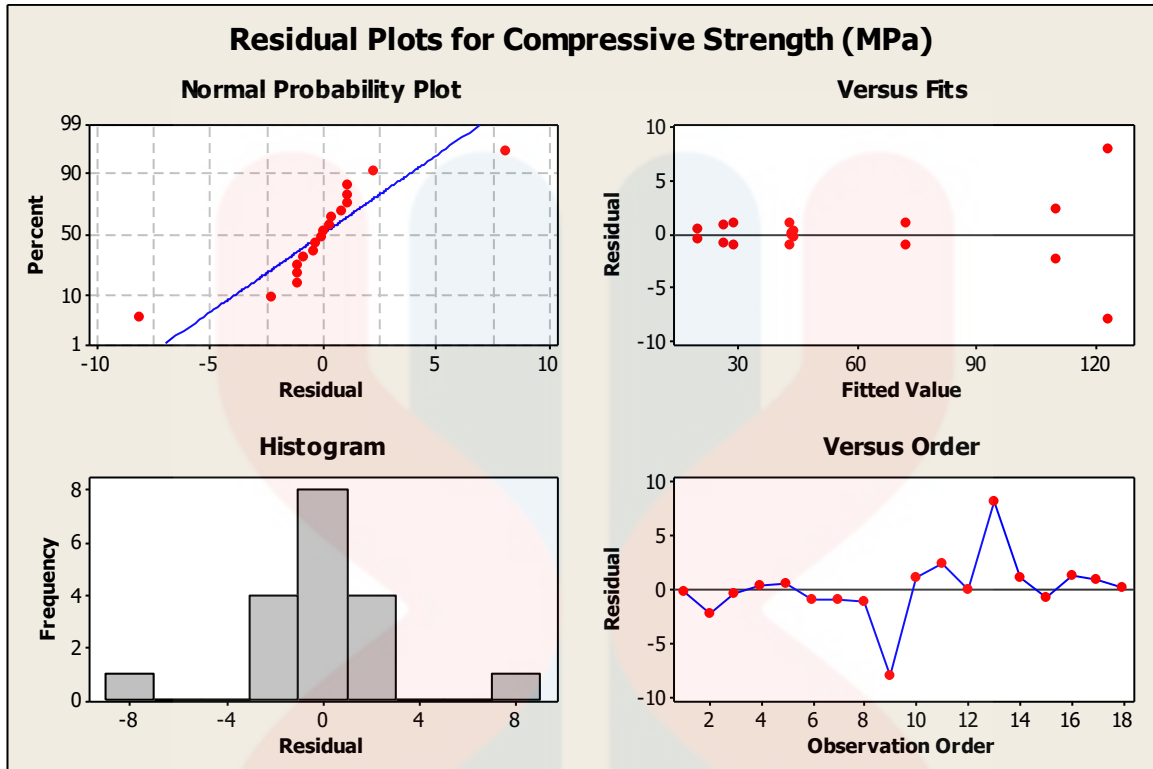 Residual Plots for Compressive Strength (MPa)
Normal Probability Plot
99
90
50
10
1
Percent
-10 -5 0 5 10
Residual
Versus Fits
10
5
0
-5
-10
Residual
30 60 90 120
Fitted Value
Histogram
8
6
4
2
0
Frequency
-8 -4 0 4 8
Residual
Versus Order
10
5
0
-5
-10
Residual
2 4 6 8 10 12 14 16 18
Observation Order